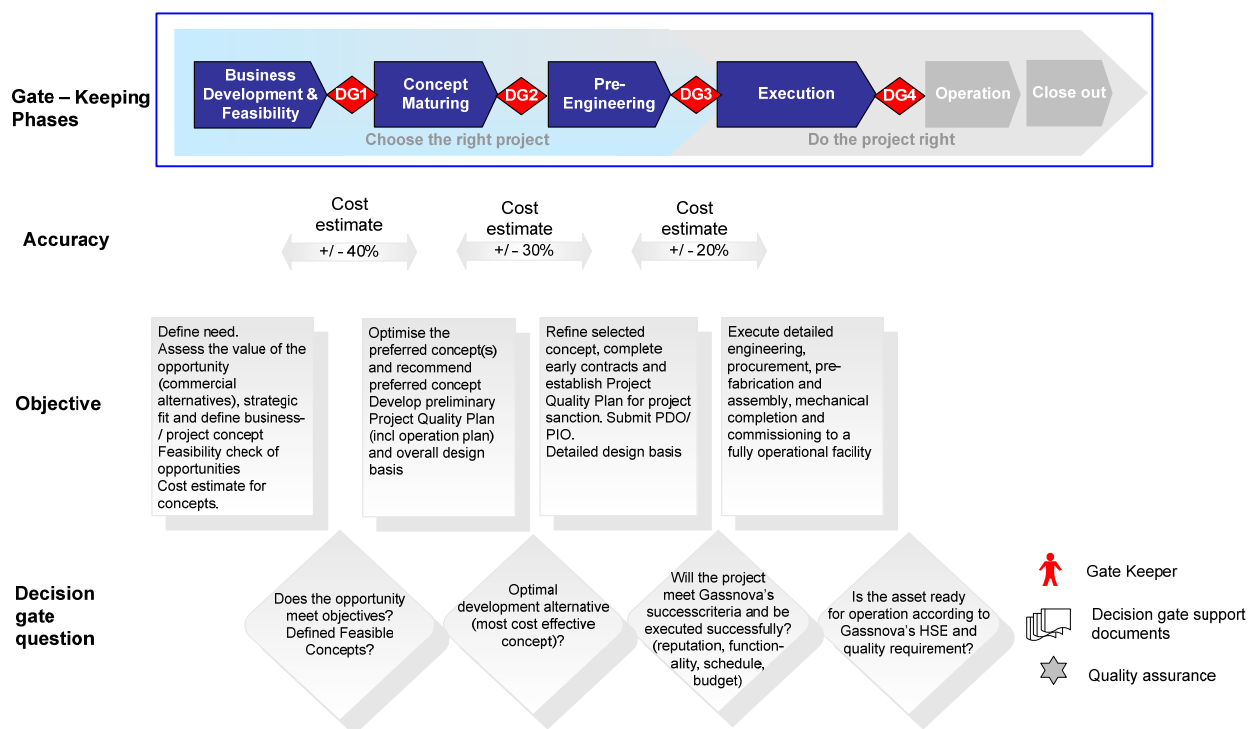 Gate – Keeping
Phases
Business
Development &
Feasibility
DG1
Concept
Maturing
DG2
Pre-
Engineering
DG3
Execution
DG4
Operation
Close out
Choose the right project
Do the project right
Accuracy
Cost
estimate
+/ - 40%
Cost
estimate
+/ - 30%
Cost
estimate
+/ - 20%
Objective
Define need.
Assess the value of the
opportunity
(commercial
alternatives), strategic
fit and define business-
/ project concept
Feasibility check of
opportunities
Cost estimate for
concepts.
Optimise the
preferred concept(s)
and recommend
preferred concept
Develop preliminary
Project Quality Plan
(incl operation plan)
and overall design
basis
Refine selected
concept, complete
early contracts and
establish Project
Quality Plan for project
sanction. Submit PDO/
PIO.
Detailed design basis
Execute detailed
engineering,
procurement, pre-
fabrication and
assembly, mechanical
completion and
commissioning to a
fully operational facility
Decision
gate
question
Does the opportunity
meet objectives?
Defined Feasible
Concepts?
Optimal
development alternative
(most cost effective
concept)?
Will the project
meet Gassnova's
successcriteria and be
executed successfully?
(reputation, function-
ality, schedule,
budget)
Is the asset ready
for operation according to
Gassnova's HSE and
quality requirement?
Gate Keeper
Decision gate support
documents
Quality assurance